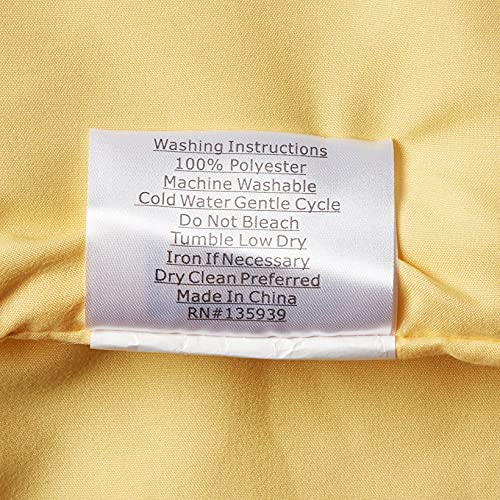 Washing Instructions
100% Polyester
Machine Washable
Cold Water Gentle Cycle
Do Not Bleach
Tumble Low Dry
Iron If Necessary
Dry Clean Preferred
Made In China
RN#135939